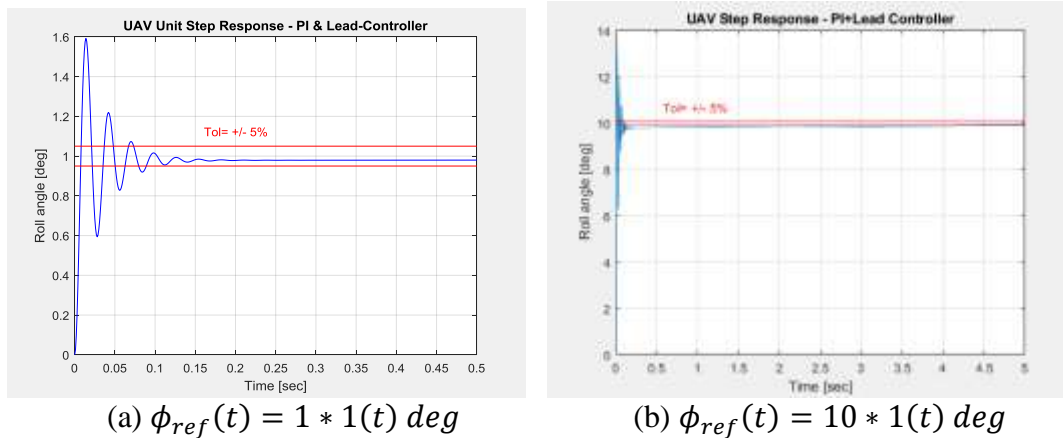 UAV Unit Step Response - PI & Lead-Controller
1.6
1.4
1.2
1
0.8
0.6
0.4
0.2
0
Roll angle [deg]
Tol= +/- 5%
0 0.05 0.1 0.15 0.2 0.25 0.3 0.35 0.4 0.45 0.5
Time [sec]
(a) ϕ_ref(t) = 1 * 1(t) deg
UAV Step Response - PI+Lead Controller
14
12
10
8
6
4
2
0
Roll angle [deg]
Tol= +/- 5%
0 0.5 1 1.5 2 2.5 3 3.5 4 4.5 5
Time [sec]
(b) ϕ_ref(t) = 10 * 1(t) deg